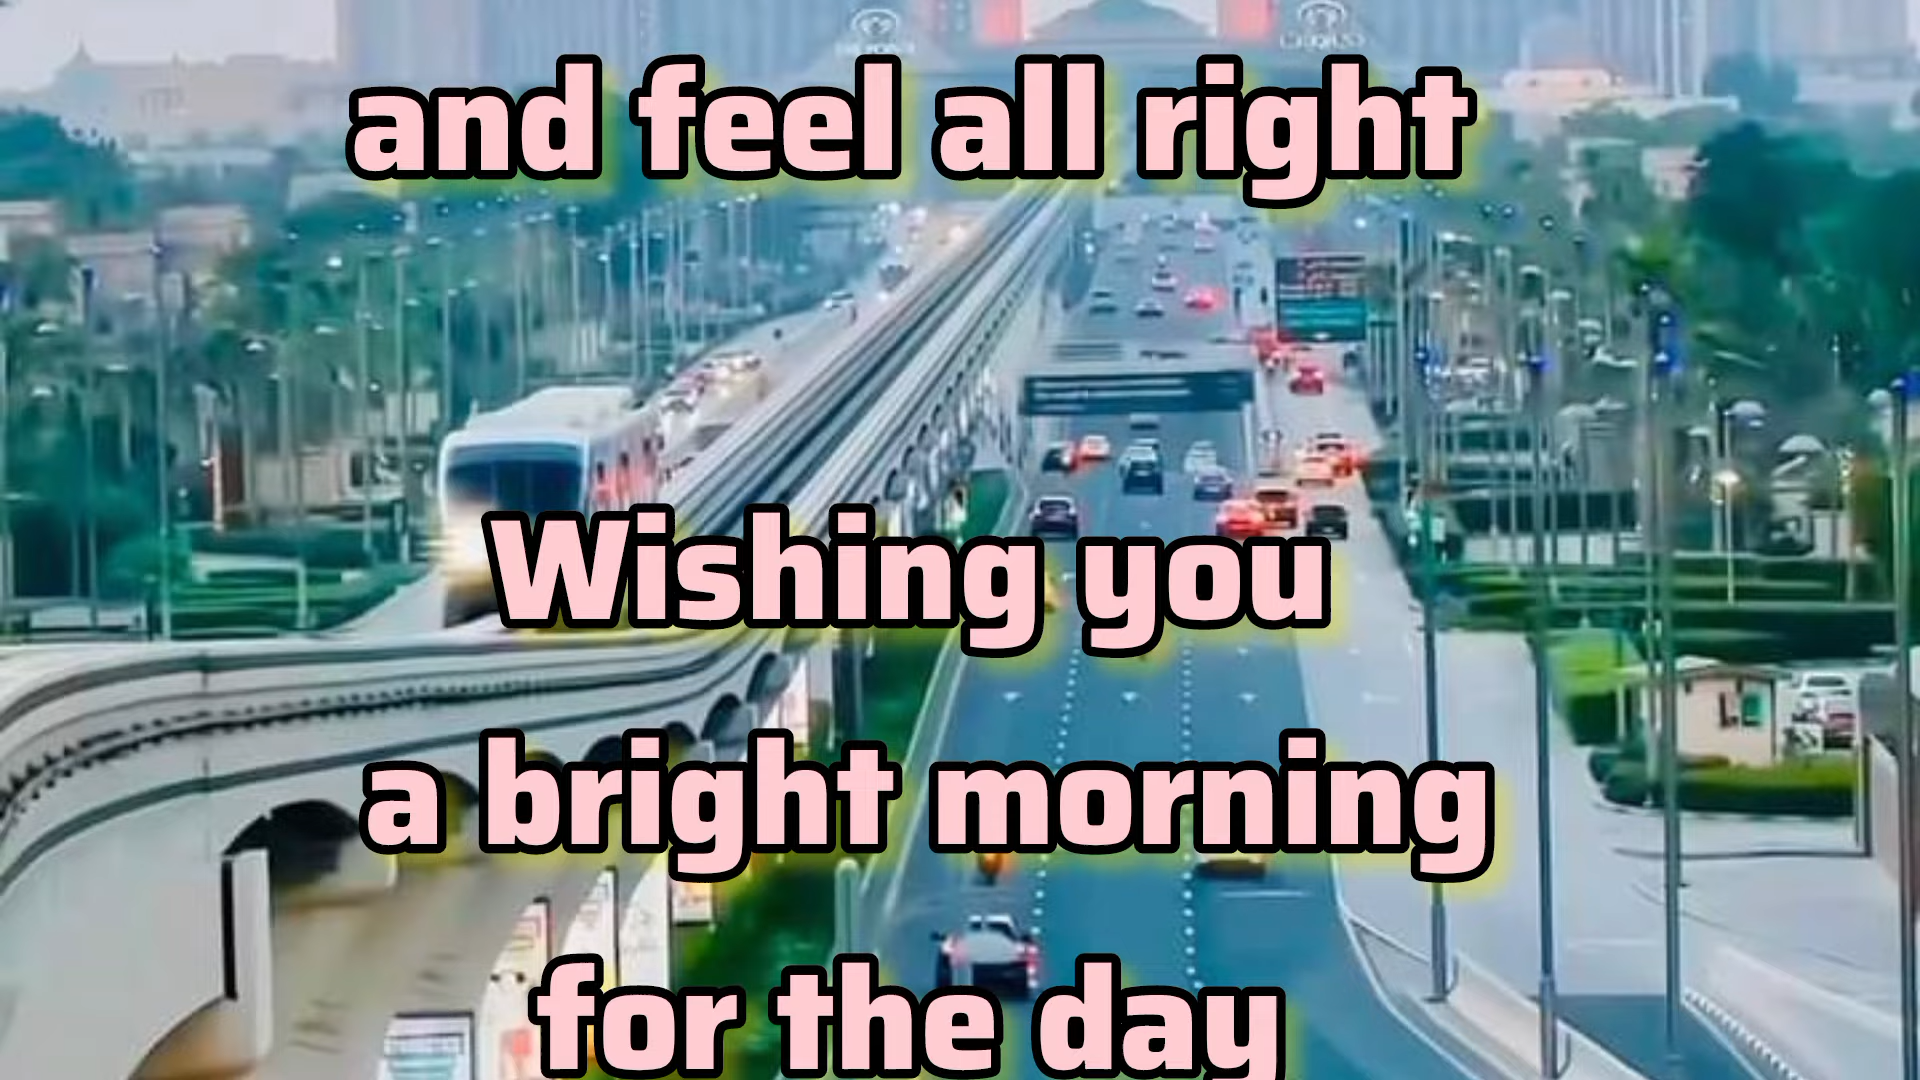 and feel all right
Wishing you
a bright morning
for the day